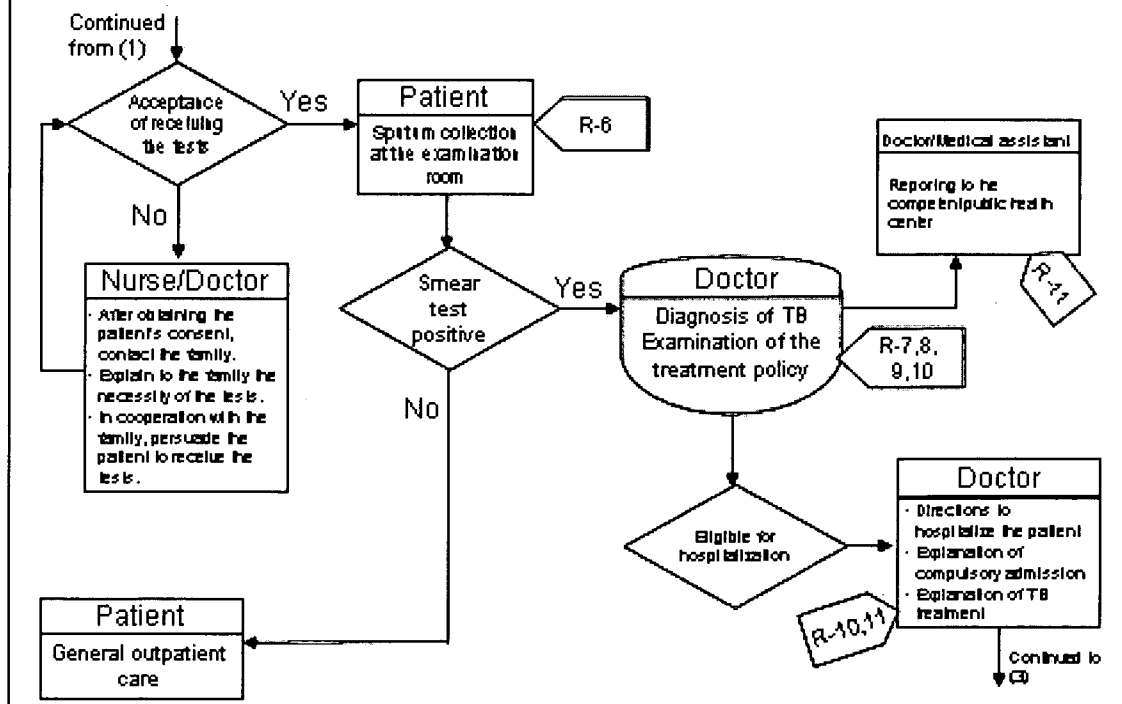 Continued
from (1)
Acceptance
of receiving
the tests
Yes
No
Patient
Sputum collection
at the examination
room
R-6
Nurse/Doctor
· After obtaining the
patient's consent,
contact the family.
· Explain to the family the
necessity of the tests.
· In cooperation with the
family, persuade the
patient to receive the
tests.
Smear
test
positive
Yes
No
Doctor
Diagnosis of TB
Examination of the
treatment policy
R-7,8,
9,10
Doctor/Medical assistant
Reporting to he
competent public health
center
R-11
Eligible for
hospitalization
Doctor
· Directions to
hospitalize the patient
· Explanation of
compulsory admission
· Explanation of TB
treatment
R-10,11
Continued to
(3)
Patient
General outpatient
care